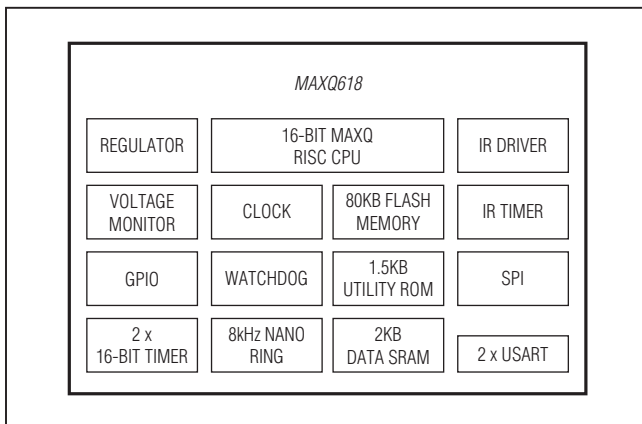 MAXQ618
REGULATOR
16-BIT MAXQ
RISC CPU
IR DRIVER
VOLTAGE
MONITOR
CLOCK
80KB FLASH
MEMORY
IR TIMER
GPIO
WATCHDOG
1.5KB
UTILITY ROM
SPI
2 x
16-BIT TIMER
8kHz NANO
RING
2KB
DATA SRAM
2 x USART